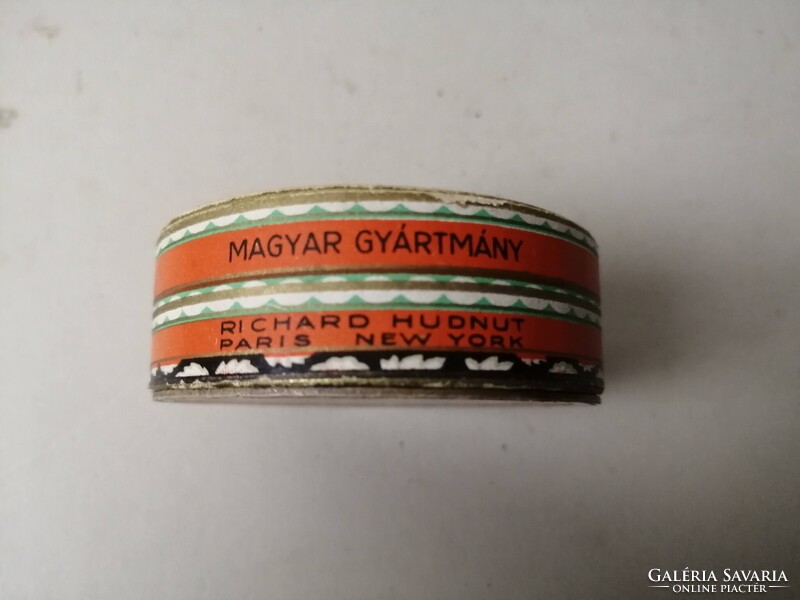 MAGYAR GYÁRTMÁNY
RICHARD HUDNUT
PARIS NEW YORK
GALÉRIA SAVARIA
ONLINE PIACTÉR